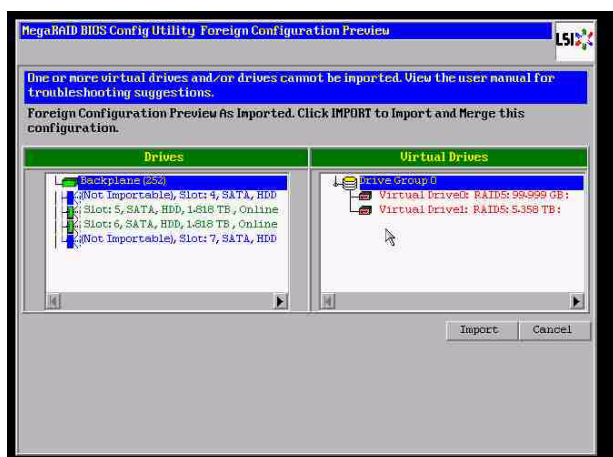 MegaRAID BIOS Config Utility Foreign Configuration Preview
LSI
One or more virtual drives and/or drives cannot be imported. View the user manual for
troubleshooting suggestions.
Foreign Configuration Preview As Imported. Click IMPORT to Import and Merge this
configuration.
Drives
Backplane (252)
(Not Importable), Slot: 4, SATA, HDD
Slot: 5, SATA, HDD, 1.818 TB, Online
Slot: 6, SATA, HDD, 1.818 TB, Online
(Not Importable), Slot: 7, SATA, HDD
Virtual Drives
Drive Group 0
Virtual Drive0: RAID5: 99.999 GB:
Virtual Drive1: RAID5: 5.358 TB:
Import
Cancel